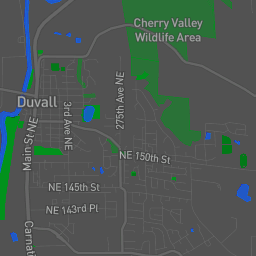 Cherry Valley
Wildlife Area
275th Ave NE
Duvall
3rd Ave NE
Main St NE
NE 150th St
NE 145th St
NE 143rd Pl